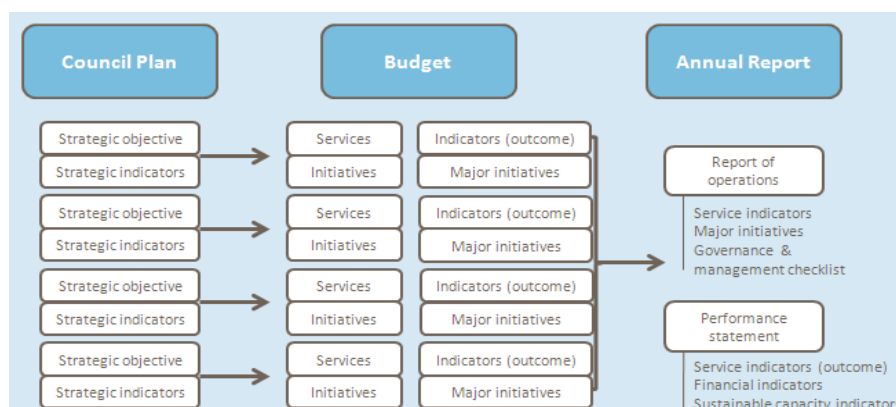 Council Plan
Budget
Annual Report
Strategic objective
Strategic indicators
Services
Initiatives
Indicators (outcome)
Major initiatives
Strategic objective
Strategic indicators
Services
Initiatives
Indicators (outcome)
Major initiatives
Strategic objective
Strategic indicators
Services
Initiatives
Indicators (outcome)
Major initiatives
Strategic objective
Strategic indicators
Services
Initiatives
Indicators (outcome)
Major initiatives
Report of
operations
Service indicators
Major initiatives
Governance &
management checklist
Performance
statement
Service indicators (outcome)
Financial indicators
Sustainable capacity indicator